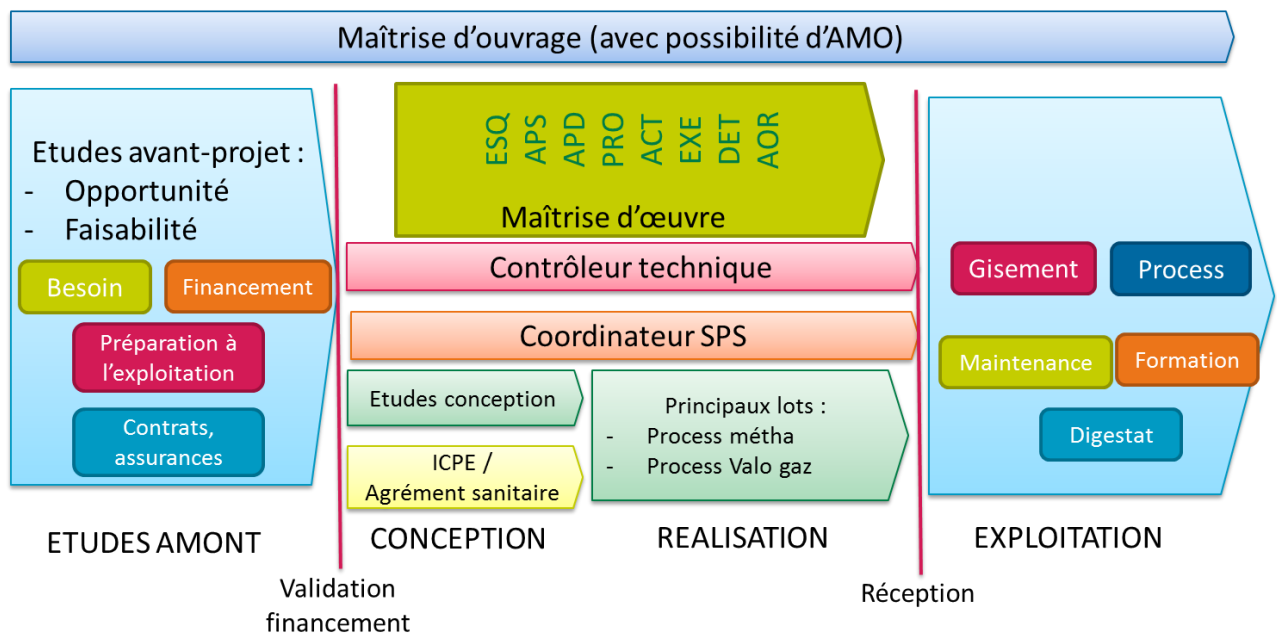 Maîtrise d'ouvrage (avec possibilité d'AMO)
Etudes avant-projet :
- Opportunité
- Faisabilité
Besoin
Financement
Préparation à
l'exploitation
Contrats,
assurances
ETUDES AMONT
Validation
financement
ESQ
APS
APD
PRO
ACT
EXE
DET
AOR
Maîtrise d'œuvre
Contrôleur technique
Coordinateur SPS
Etudes conception
ICPE /
Agrément sanitaire
CONCEPTION
Principaux lots :
- Process métha
- Process Valo gaz
REALISATION
Réception
Gisement
Process
Maintenance
Formation
Digestat
EXPLOITATION